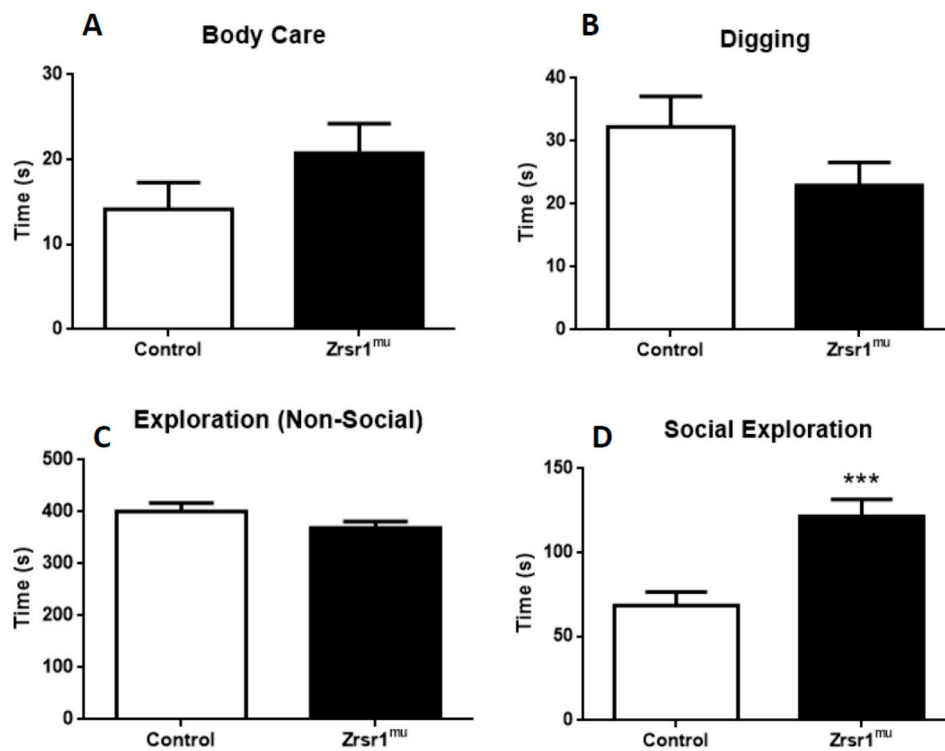 A
Body Care
Time (s)
30
20
10
0
Control
Zrsr1mu
B
Digging
Time (s)
40
30
20
10
0
Control
Zrsr1mu
C
Exploration (Non-Social)
Time (s)
500
400
300
200
100
0
Control
Zrsr1mu
D
Social Exploration
Time (s)
150
100
50
0
***
Control
Zrsr1mu